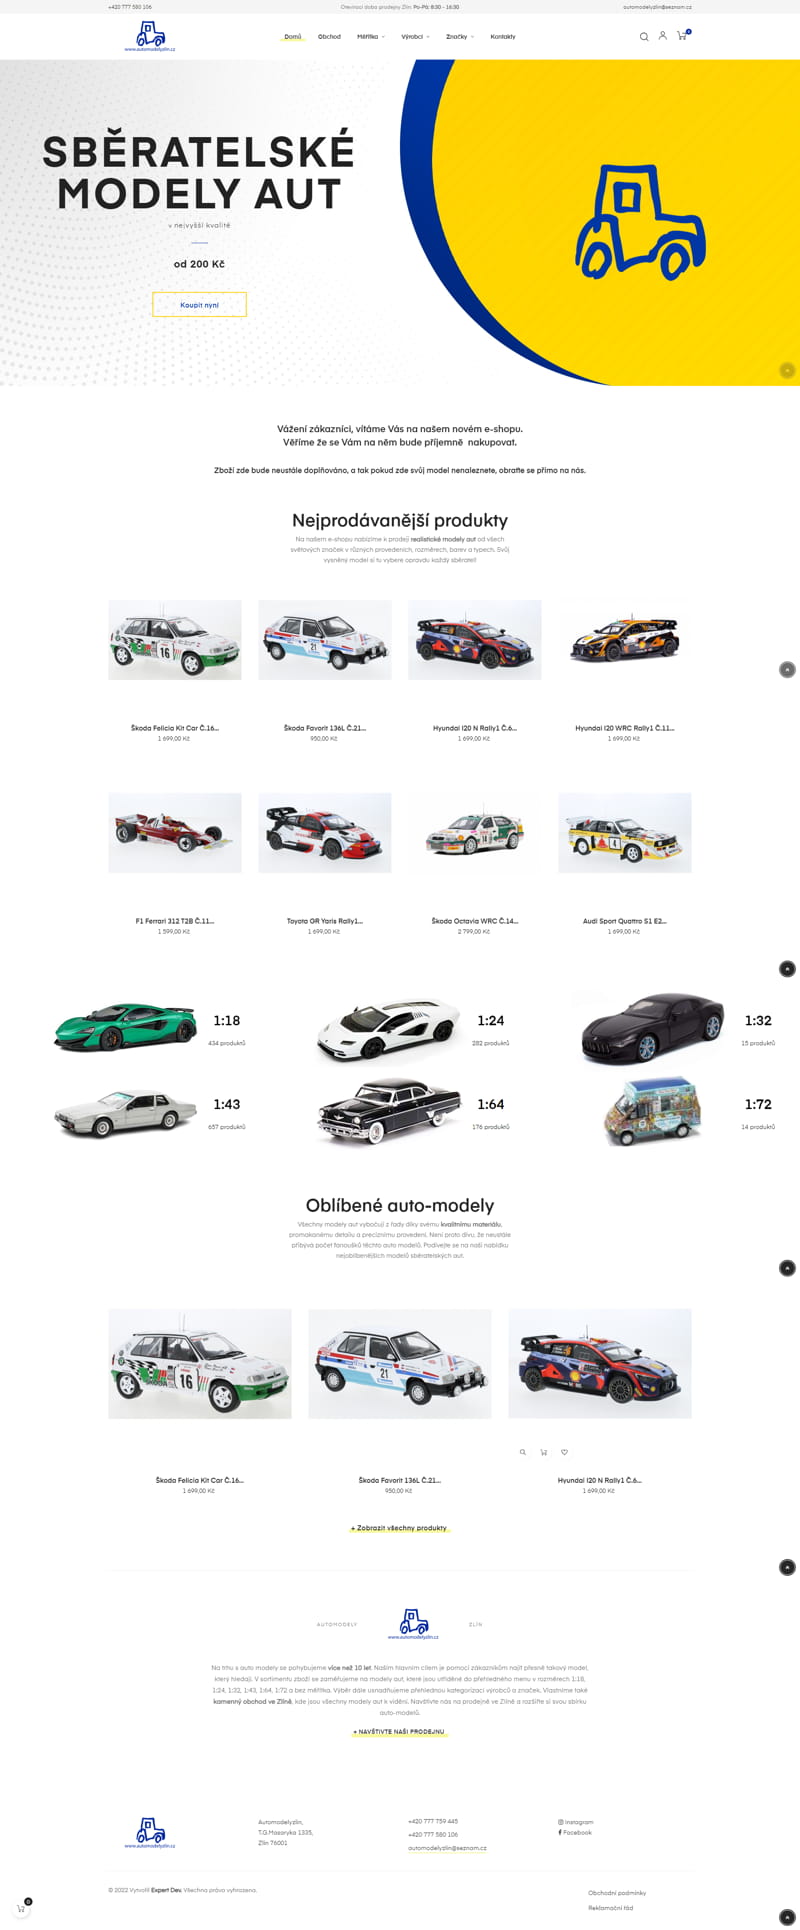 +420 777 580 106
Otevírací doba prodejny Zlín: Po-Pá: 8:30 - 16:30
automodelyzlin@seznam.cz
www.automodelyzlin.cz
Domů
Obchod
Měřítka
Výrobci
Značky
Kontakty
0
SBĚRATELSKÉ
MODELY AUT
v nejvyšší kvalitě
od 200 Kč
Koupit nyní
Vážení zákazníci, vítáme Vás na našem novém e-shopu.
Věříme že se Vám na něm bude příjemně nakupovat.
Zboží zde bude neustále doplňováno, a tak pokud zde svůj model nenaleznete, obraťte se přímo na nás.
Nejprodávanější produkty
Na našem e-shopu nabízíme k prodeji realistické modely aut od všech
světových značek v různých provedeních, rozměrech, barev a typech. Svůj
vysněný model si tu vybere opravdu každý sběratel!
Škoda Felicia Kit Car Č.16...
1 699,00 Kč
Škoda Favorit 136L Č.21...
950,00 Kč
Hyundai I20 N Rally1 Č.6...
1 699,00 Kč
Hyundai I20 WRC Rally1 Č.11...
1 699,00 Kč
F1 Ferrari 312 T2B Č.11...
1 599,00 Kč
Toyota GR Yaris Rally1...
1 699,00 Kč
Škoda Octavia WRC Č.14...
2 799,00 Kč
Audi Sport Quattro S1 E2...
1 699,00 Kč
1:18
434 produktů
1:24
282 produktů
1:32
15 produktů
1:43
657 produktů
1:64
176 produktů
1:72
14 produktů
Oblíbené auto-modely
Všechny modely aut vybočují z řady díky svému kvalitnímu materiálu,
promakanému detailu a preciznímu provedení. Není proto divu, že neustále
přibývá počet fanoušků těchto auto modelů. Podívejte se na naši nabídku
nejoblíbenějších modelů sběratelských aut.
Škoda Felicia Kit Car Č.16...
1 699,00 Kč
Škoda Favorit 136L Č.21...
950,00 Kč
Hyundai I20 N Rally1 Č.6...
1 699,00 Kč
+ Zobrazit všechny produkty
AUTOMODELY
www.automodelyzlin.cz
ZLÍN
Na trhu s auto modely se pohybujeme více než 10 let. Naším hlavním cílem je pomoci zákazníkům najít přesně takový model,
který hledají. V sortimentu zboží se zaměřujeme na modely aut, které jsou utříděné do přehledného menu v rozměrech 1:18,
1:24, 1:32, 1:43, 1:64, 1:72 a bez měřítka. Výběr dále usnadňujeme přehlednou kategorizací výrobců a značek. Vlastníme také
kamenný obchod ve Zlíně, kde jsou všechny modely aut k vidění. Navštivte nás na prodejně ve Zlíně a rozšiřte si svou sbírku
auto-modelů.
+ NAVŠTIVTE NAŠI PRODEJNU
www.automodelyzlin.cz
Automodelyzlin,
T.G.Masaryka 1335,
Zlín 76001
+420 777 759 445
+420 777 580 106
automodelyzlin@seznam.cz
Instagram
Facebook
© 2022 Vytvořil Expert Dev. Všechna práva vyhrazena.
Obchodní podmínky
Reklamační řád
0